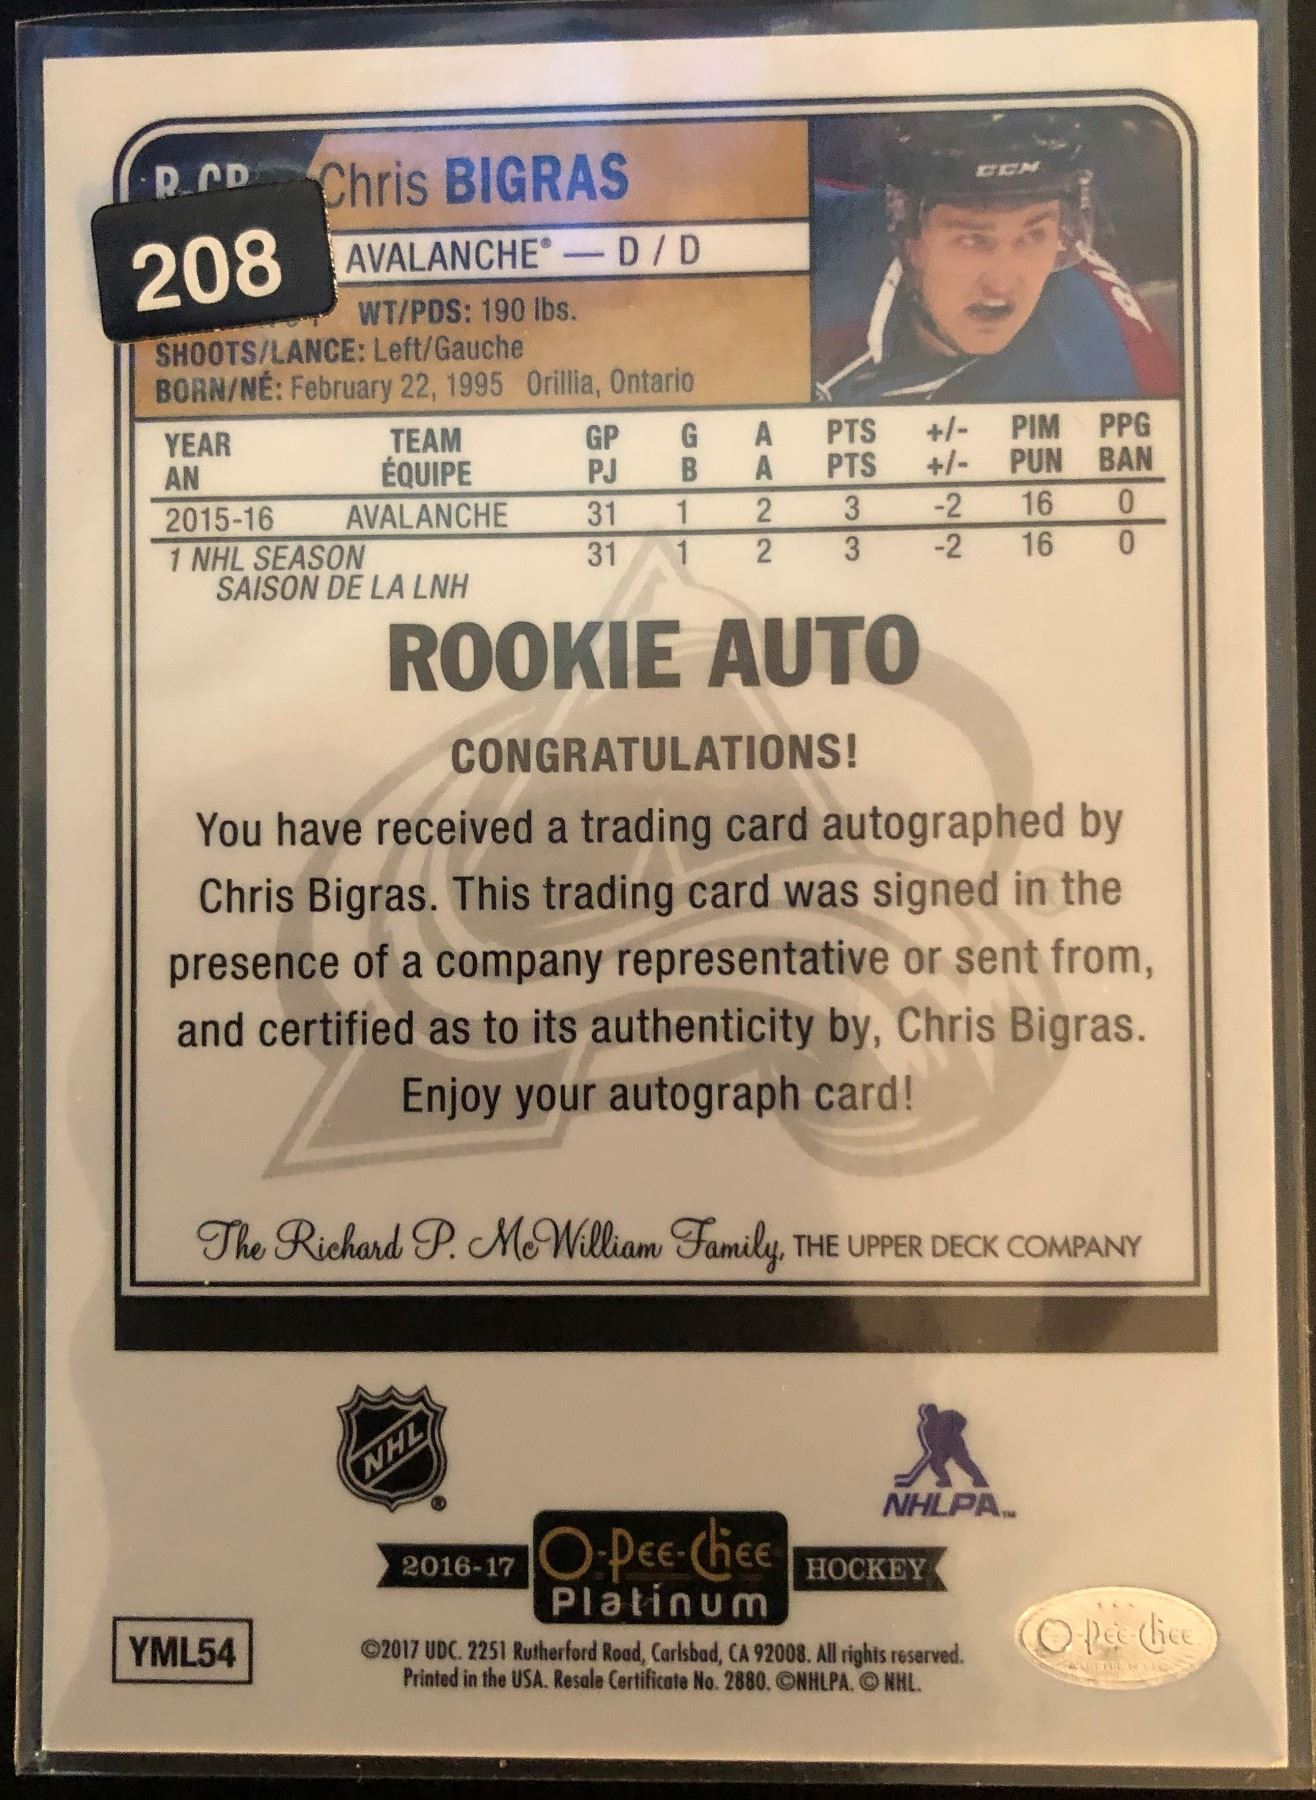 R-CB
208
Chris BIGRAS
CCM
AVALANCHE® — D / D
WT/PDS: 190 lbs.
SHOOTS/LANCE: Left/Gauche
BORN/NÉ: February 22, 1995 Orillia, Ontario
YEAR TEAM GP G A PTS +/- PIM PPG
AN ÉQUIPE PJ B A PTS +/- PUN BAN
2015-16 AVALANCHE 31 1 2 3 -2 16 0
1 NHL SEASON 31 1 2 3 -2 16 0
SAISON DE LA LNH
ROOKIE AUTO
CONGRATULATIONS!
You have received a trading card autographed by
Chris Bigras. This trading card was signed in the
presence of a company representative or sent from,
and certified as to its authenticity by, Chris Bigras.
Enjoy your autograph card!
The Richard P. McWilliam Family, THE UPPER DECK COMPANY
NHL®
NHLPA™
2016-17 O-Pee-Chee HOCKEY
Platinum
YML54
©2017 UDC. 2251 Rutherford Road, Carlsbad, CA 92008. All rights reserved.
Printed in the USA. Resale Certificate No. 2880. ©NHLPA. © NHL.
O-Pee-Chee
AUTHENTIC